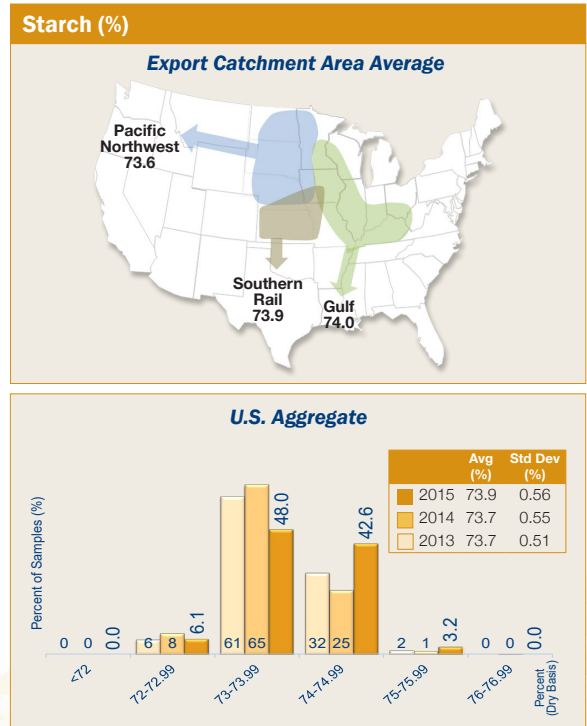 Starch (%)
Export Catchment Area Average
Pacific
Northwest
73.6
Southern
Rail
73.9
Gulf
74.0
U.S. Aggregate
Avg Std Dev
(%) (%)
2015 73.9 0.56
2014 73.7 0.55
2013 73.7 0.51
Percent of Samples (%)
0 0 0.0
6 8 6.1
61 65 48.0
32 25 42.6
2 1 3.2
0 0 0.0
<72
72-72.99
73-73.99
74-74.99
75-75.99
76-76.99
Percent
(Dry Basis)